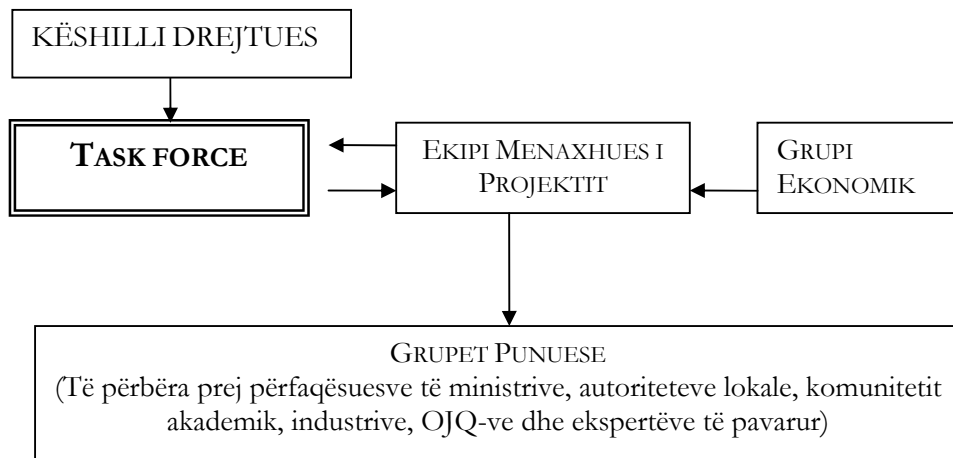 KËSHILLI DREJTUES
TASK FORCE
EKIPI MENAXHUES I
PROJEKTIT
GRUPI
EKONOMIK
GRUPET PUNUESE
(Të përbëra prej përfaqësuesve të ministrive, autoriteteve lokale, komunitetit
akademik, industrive, OJQ-ve dhe ekspertëve të pavarur)